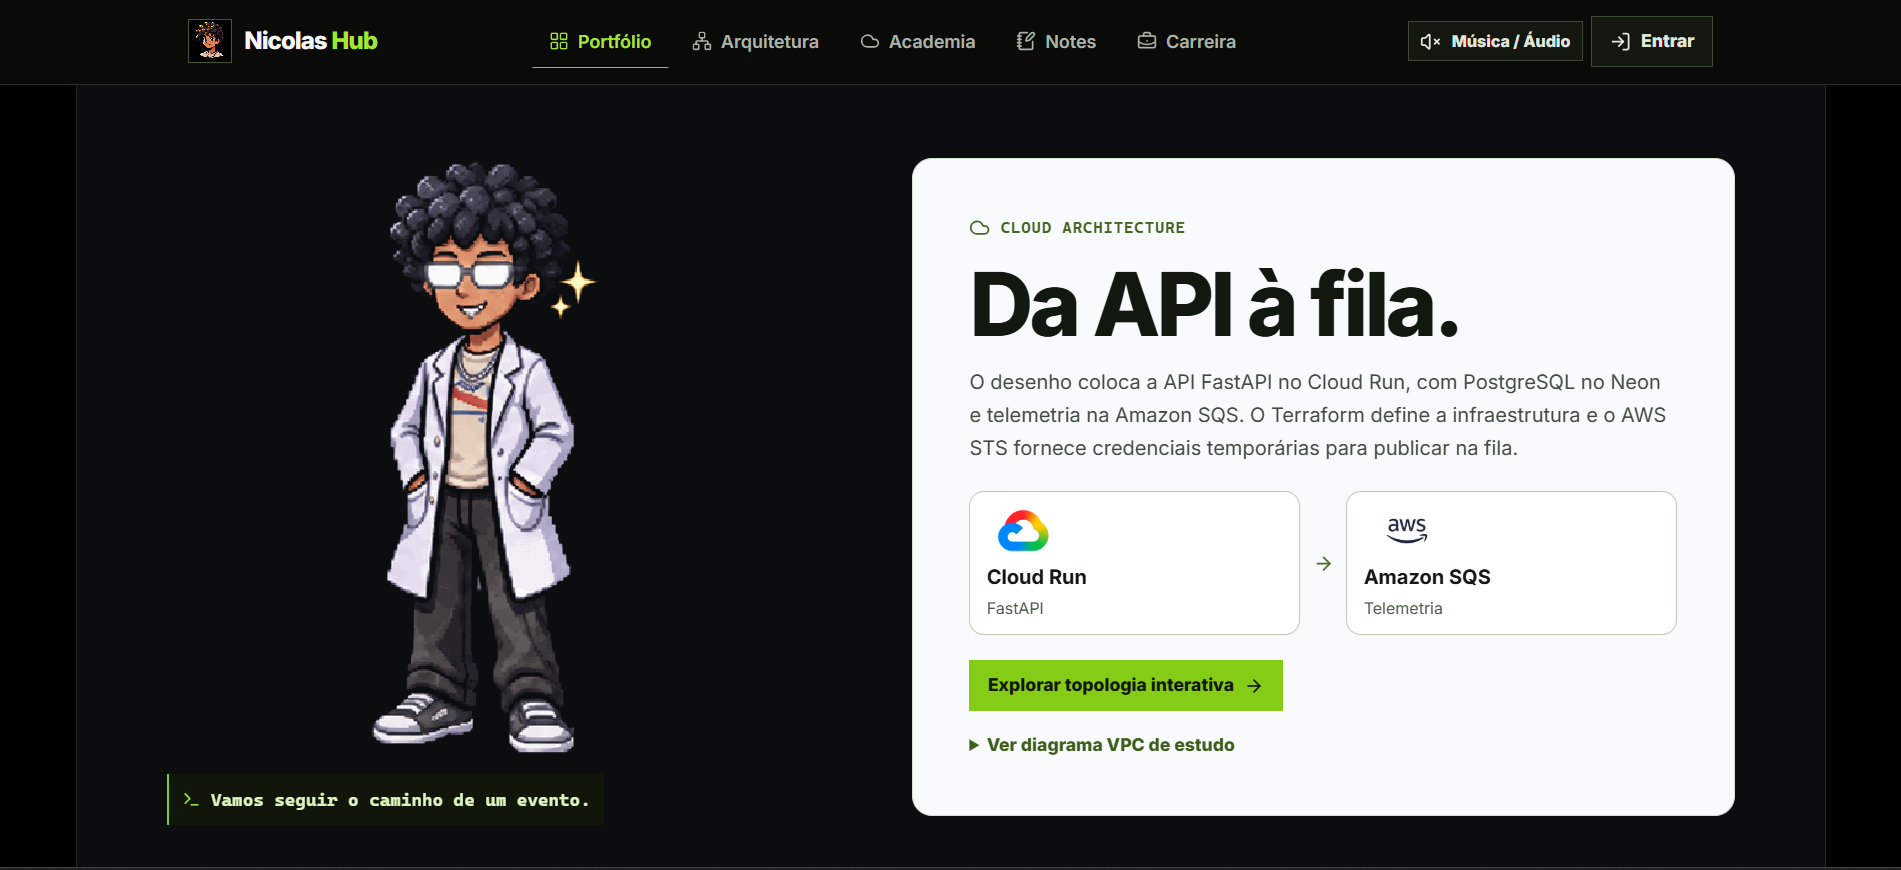 Nicolas Hub
Portfólio
Arquitetura
Academia
Notes
Carreira
Música / Áudio
Entrar
CLOUD ARCHITECTURE
Da API à fila.
O desenho coloca a API FastAPI no Cloud Run, com PostgreSQL no Neon
e telemetria na Amazon SQS. O Terraform define a infraestrutura e o AWS
STS fornece credenciais temporárias para publicar na fila.
Cloud Run
FastAPI
aws
Amazon SQS
Telemetria
Explorar topologia interativa
Ver diagrama VPC de estudo
Vamos seguir o caminho de um evento.